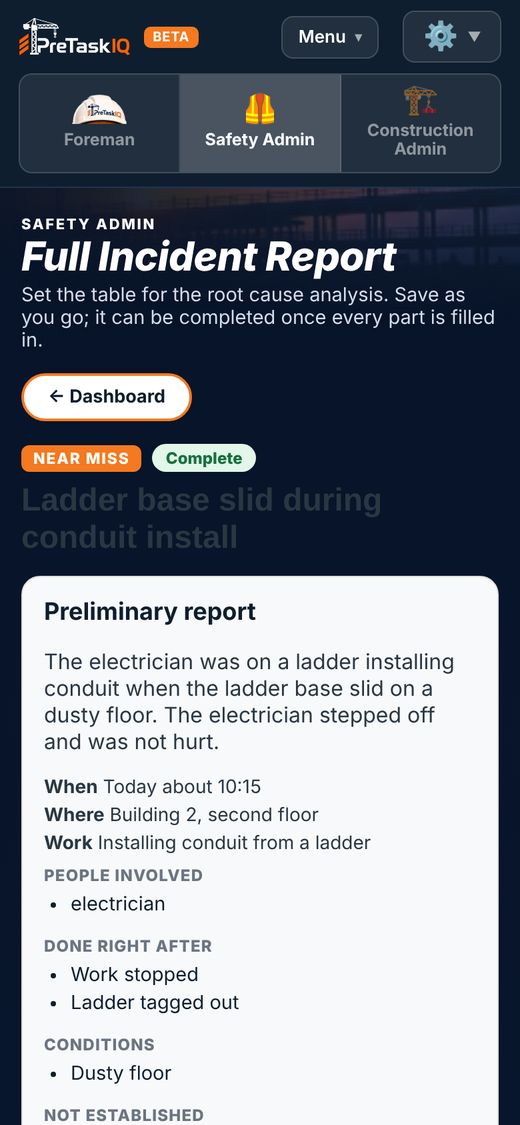 PreTaskIQ BETA Menu ▾ ▼
PreTaskIQ
Foreman Safety Admin Construction
Admin
SAFETY ADMIN
Full Incident Report
Set the table for the root cause analysis. Save as
you go; it can be completed once every part is filled
in.
← Dashboard
NEAR MISS Complete
Ladder base slid during
conduit install
Preliminary report
The electrician was on a ladder installing
conduit when the ladder base slid on a
dusty floor. The electrician stepped off
and was not hurt.
When Today about 10:15
Where Building 2, second floor
Work Installing conduit from a ladder
PEOPLE INVOLVED
• electrician
DONE RIGHT AFTER
• Work stopped
• Ladder tagged out
CONDITIONS
• Dusty floor
NOT ESTABLISHED